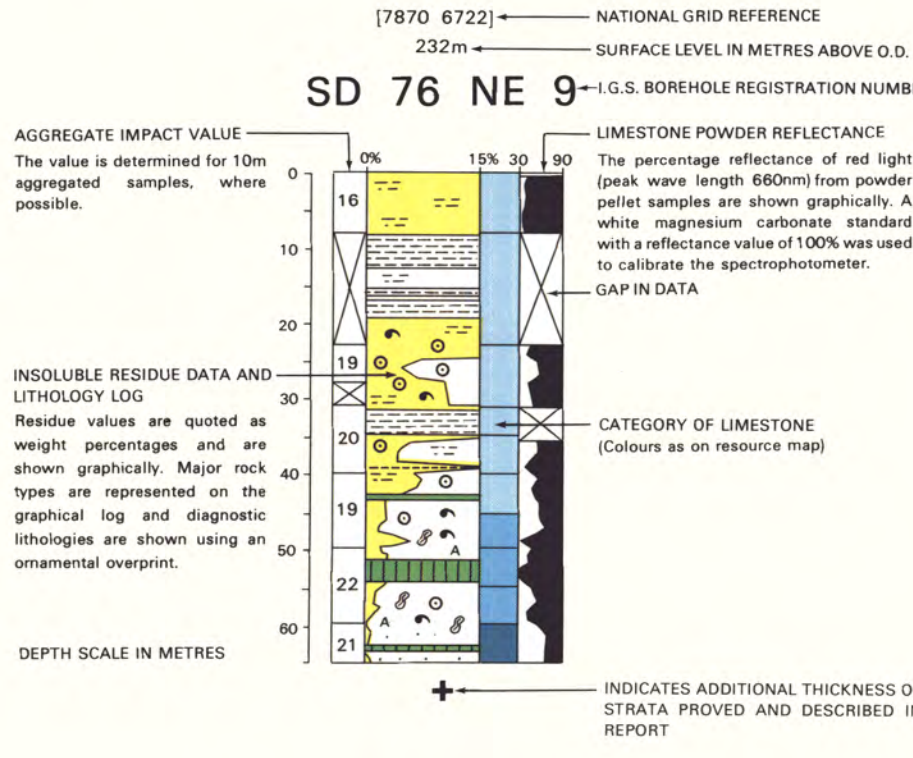 [7870 6722]
NATIONAL GRID REFERENCE
232m
SURFACE LEVEL IN METRES ABOVE O.D.
SD 76 NE 9
I.G.S. BOREHOLE REGISTRATION NUMB
AGGREGATE IMPACT VALUE
The value is determined for 10m
aggregated samples, where
possible.
0%
15%
30
90
LIMESTONE POWDER REFLECTANCE
The percentage reflectance of red light
(peak wave length 660nm) from powder
pellet samples are shown graphically. A
white magnesium carbonate standard
with a reflectance value of 100% was used
to calibrate the spectrophotometer.
GAP IN DATA
0
10
20
30
40
50
60
16
19
20
19
22
21
A
A
INSOLUBLE RESIDUE DATA AND
LITHOLOGY LOG
Residue values are quoted as
weight percentages and are
shown graphically. Major rock
types are represented on the
graphical log and diagnostic
lithologies are shown using an
ornamental overprint.
CATEGORY OF LIMESTONE
(Colours as on resource map)
DEPTH SCALE IN METRES
INDICATES ADDITIONAL THICKNESS O
STRATA PROVED AND DESCRIBED I
REPORT